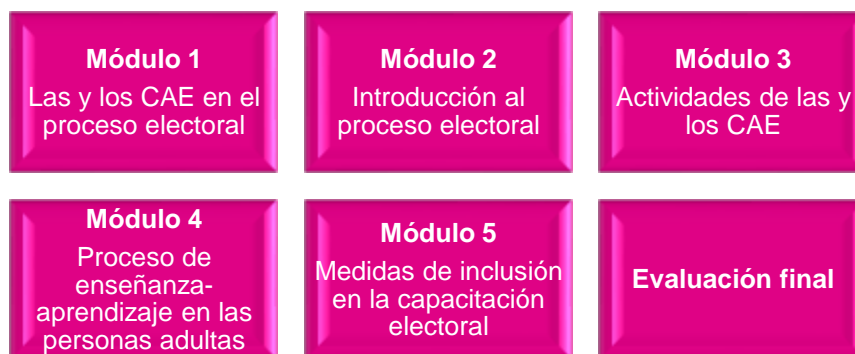 Módulo 1
Las y los CAE en el
proceso electoral
Módulo 2
Introducción al
proceso electoral
Módulo 3
Actividades de las y
los CAE
Módulo 4
Proceso de
enseñanza-
aprendizaje en las
personas adultas
Módulo 5
Medidas de inclusión
en la capacitación
electoral
Evaluación final